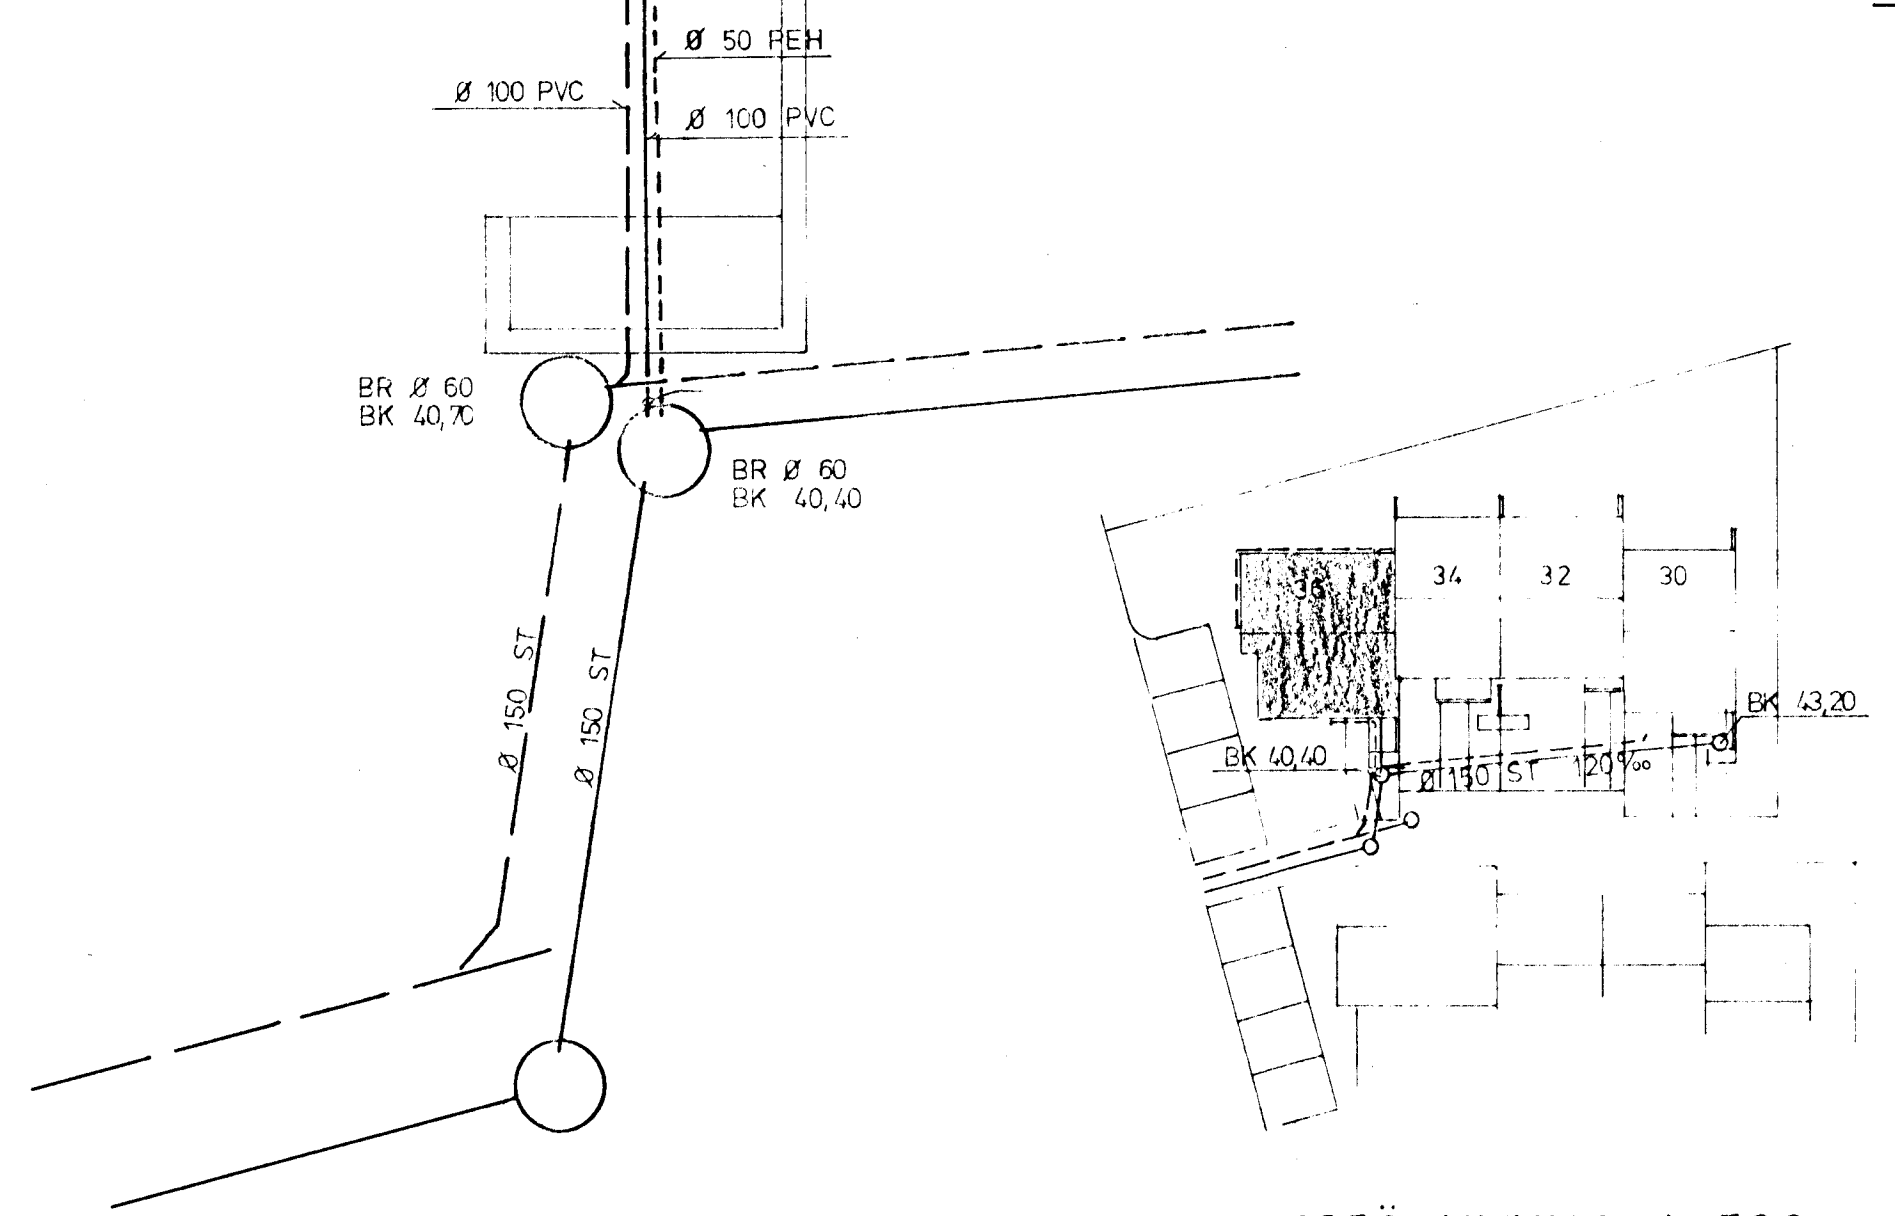 Ø 50 PEH
Ø 100 PVC
Ø 100 PVC
BR Ø 60
BK 40,70
BR Ø 60
BK 40,40
Ø 150 ST
Ø 150 ST
36
34
32
30
BK 43,20
BK 40,40
Ø 150 ST 120‰